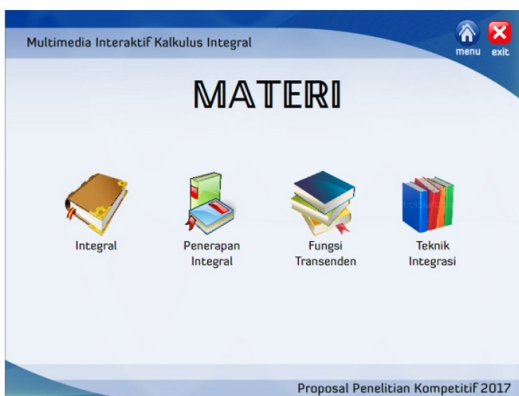 Multimedia Interaktif Kalkulus Integral
menu
exit
MATERI
Integral
Penerapan
Integral
Fungsi
Transenden
Teknik
Integrasi
Proposal Penelitian Kompetitif 2017